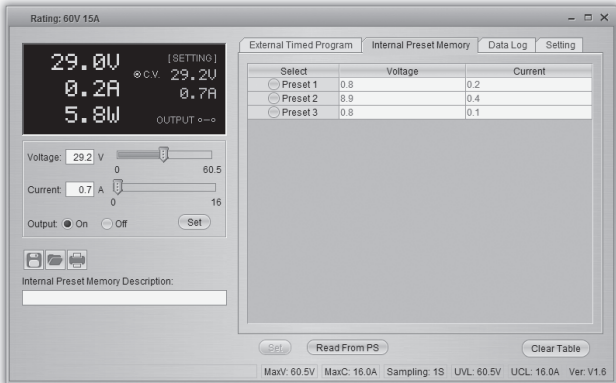 Rating: 60V 15A
29.0V
[SETTING]
C.V. 29.2V
0.2A
0.7A
5.8W
OUTPUT
Voltage: 29.2 V
0 60.5
Current: 0.7 A
0 16
Output: On Off Set
Internal Preset Memory Description:
External Timed Program Internal Preset Memory Data Log Setting
Select Voltage Current
Preset 1 0.8 0.2
Preset 2 8.9 0.4
Preset 3 0.8 0.1
Set Read From PS Clear Table
MaxV: 60.5V MaxC: 16.0A Sampling: 1S UVL: 60.5V UCL: 16.0A Ver: V1.6